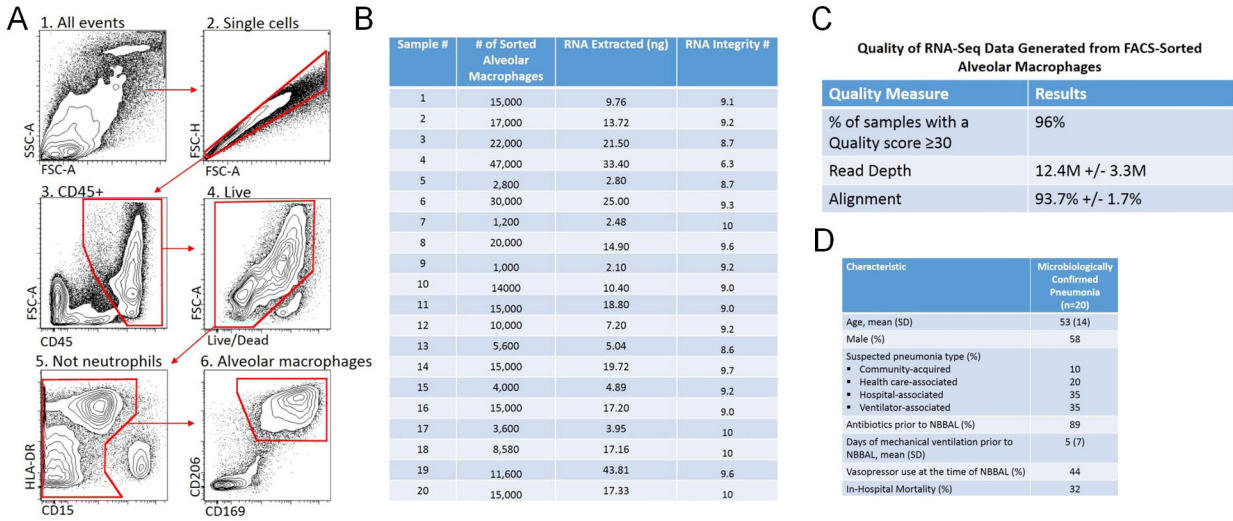 A
1. All events
SSC-A
FSC-A
2. Single cells
FSC-H
FSC-A
3. CD45+
FSC-A
CD45
4. Live
FSC-A
Live/Dead
5. Not neutrophils
HLA-DR
CD15
6. Alveolar macrophages
CD206
CD169
B
Sample # # of Sorted Alveolar Macrophages RNA Extracted (ng) RNA Integrity #
1 15,000 9.76 9.1
2 17,000 13.72 9.2
3 22,000 21.50 8.7
4 47,000 33.40 6.3
5 2,800 2.80 8.7
6 30,000 25.00 9.3
7 1,200 2.48 10
8 20,000 14.90 9.6
9 1,000 2.10 9.2
10 14000 10.40 9.0
11 15,000 18.80 9.0
12 10,000 7.20 9.2
13 5,600 5.04 8.6
14 15,000 19.72 9.7
15 4,000 4.89 9.2
16 15,000 17.20 9.0
17 3,600 3.95 10
18 8,580 17.16 10
19 11,600 43.81 9.6
20 15,000 17.33 10
C
Quality of RNA-Seq Data Generated from FACS-Sorted
Alveolar Macrophages
Quality Measure Results
% of samples with a 96%
Quality score ≥30
Read Depth 12.4M +/- 3.3M
Alignment 93.7% +/- 1.7%
D
Characteristic Microbiologically
Confirmed
Pneumonia
(n=20)
Age, mean (SD) 53 (14)
Male (%) 58
Suspected pneumonia type (%)
▪ Community-acquired 10
▪ Health care-associated 20
▪ Hospital-associated 35
▪ Ventilator-associated 35
Antibiotics prior to NBBAL (%) 89
Days of mechanical ventilation prior to 5 (7)
NBBAL, mean (SD)
Vasopressor use at the time of NBBAL (%) 44
In-Hospital Mortality (%) 32